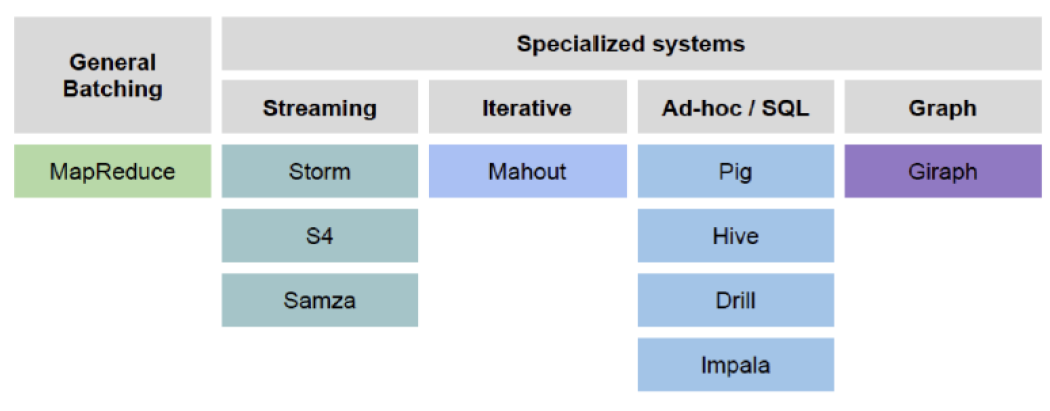 General
Batching
Specialized systems
Streaming
Iterative
Ad-hoc / SQL
Graph
MapReduce
Storm
Mahout
Pig
Giraph
S4
Hive
Samza
Drill
Impala